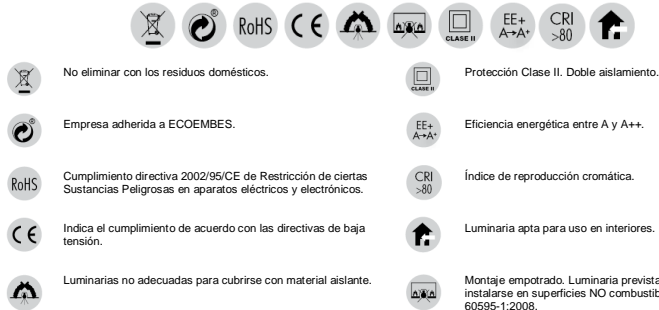 RoHS CE CLASE II EE+ A→A+ CRI >80
No eliminar con los residuos domésticos.
Empresa adherida a ECOEMBES.
RoHS Cumplimiento directiva 2002/95/CE de Restricción de ciertas
Sustancias Peligrosas en aparatos eléctricos y electrónicos.
CE Indica el cumplimiento de acuerdo con las directivas de baja
tensión.
Luminarias no adecuadas para cubrirse con material aislante.
CLASE II Protección Clase II. Doble aislamiento.
EE+ A→A+ Eficiencia energética entre A y A++.
CRI >80 Índice de reproducción cromática.
Luminaria apta para uso en interiores.
Montaje empotrado. Luminaria prevista
instalarse en superficies NO
60595-1:2008.